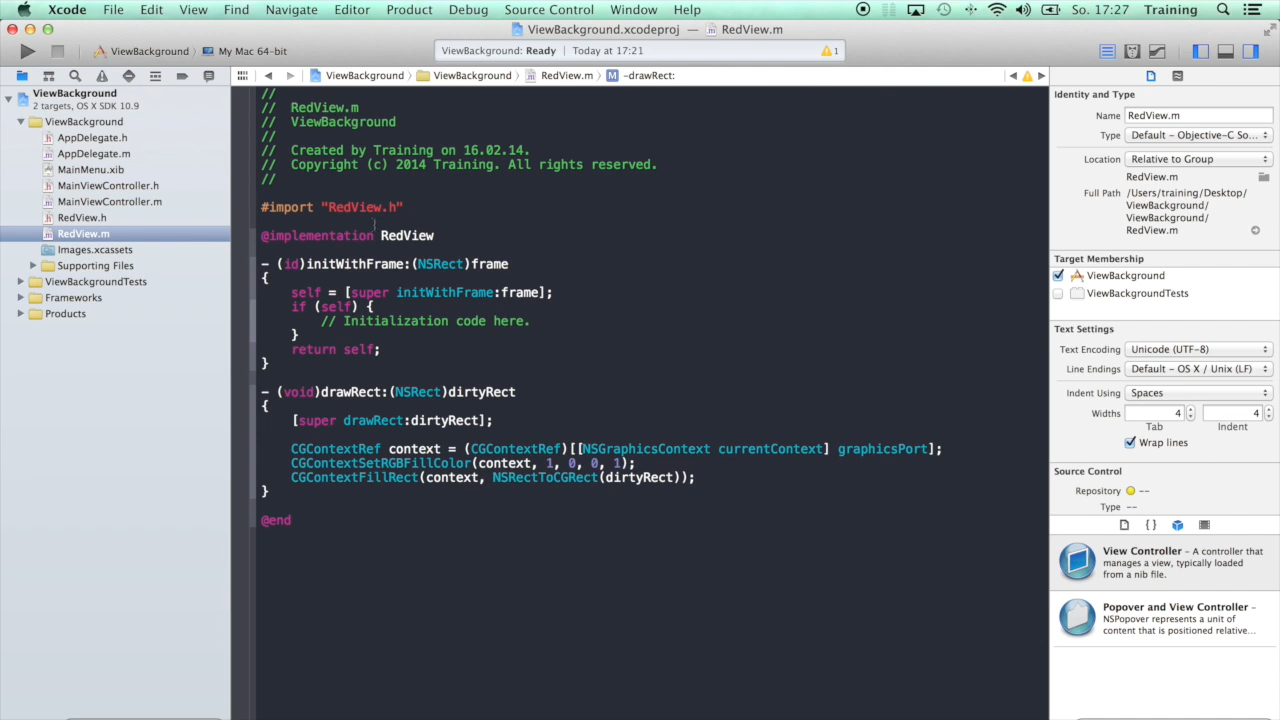 Xcode File Edit View Find Navigate Editor Product Debug Source Control Window Help So. 17:27 Training
ViewBackground.xcodeproj — RedView.m
ViewBackground My Mac 64-bit
ViewBackground: Ready Today at 17:21 1
ViewBackground ViewBackground RedView.m M -drawRect:
ViewBackground
2 targets, OS X SDK 10.9
ViewBackground
AppDelegate.h
AppDelegate.m
MainMenu.xib
MainViewController.h
MainViewController.m
RedView.h
RedView.m
Images.xcassets
Supporting Files
ViewBackgroundTests
Frameworks
Products
//
// RedView.m
// ViewBackground
//
// Created by Training on 16.02.14.
// Copyright (c) 2014 Training. All rights reserved.
//
#import "RedView.h"
@implementation RedView
- (id)initWithFrame:(NSRect)frame
{
self = [super initWithFrame:frame];
if (self) {
// Initialization code here.
}
return self;
}
- (void)drawRect:(NSRect)dirtyRect
{
[super drawRect:dirtyRect];
CGContextRef context = (CGContextRef)[[NSGraphicsContext currentContext] graphicsPort];
CGContextSetRGBFillColor(context, 1, 0, 0, 1);
CGContextFillRect(context, NSRectToCGRect(dirtyRect));
}
@end
Identity and Type
Name RedView.m
Type Default - Objective-C So...
Location Relative to Group
RedView.m
Full Path /Users/training/Desktop/
ViewBackground/
ViewBackground/
RedView.m
Target Membership
ViewBackground
ViewBackgroundTests
Text Settings
Text Encoding Unicode (UTF-8)
Line Endings Default - OS X / Unix (LF)
Indent Using Spaces
Widths 4 4
Tab Indent
Wrap lines
Source Control
Repository --
Type --
{ }
View Controller - A controller that
manages a view, typically loaded
from a nib file.
Popover and View Controller -
NSPopover represents a unit of
content that is positioned relative...